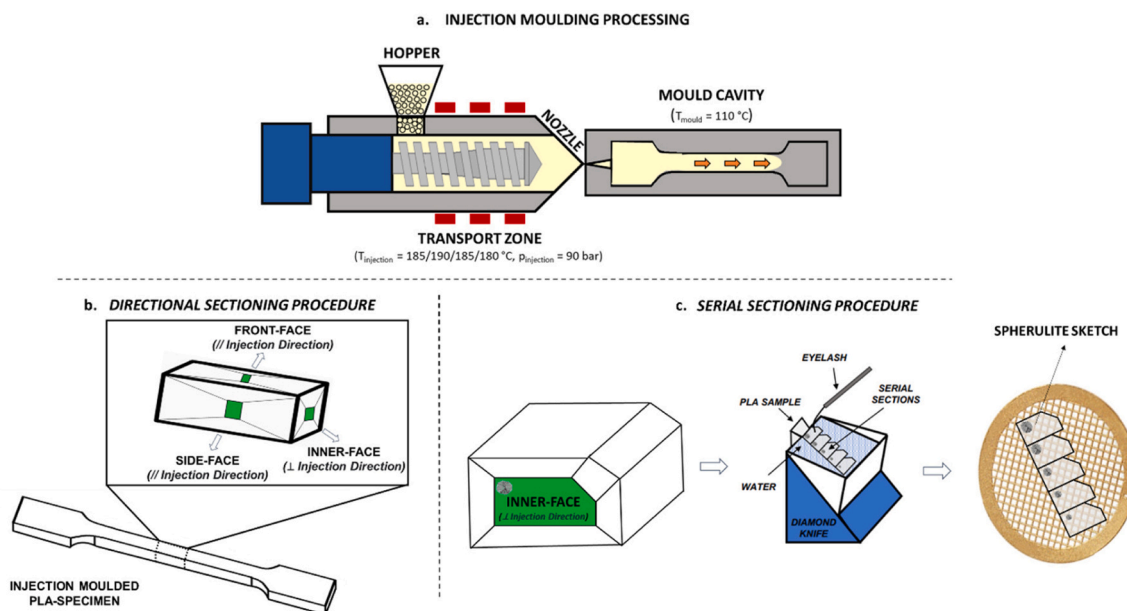 a. INJECTION MOULDING PROCESSING
HOPPER
NOZZLE
MOULD CAVITY
(Tmould = 110 °C)
TRANSPORT ZONE
(Tinjection = 185/190/185/180 °C, pinjection = 90 bar)
b. DIRECTIONAL SECTIONING PROCEDURE
FRONT-FACE
(// Injection Direction)
SIDE-FACE
(// Injection Direction)
INNER-FACE
(⊥ Injection Direction)
INJECTION MOULDED
PLA-SPECIMEN
c. SERIAL SECTIONING PROCEDURE
INNER-FACE
(⊥ Injection Direction)
EYELASH
PLA SAMPLE
SERIAL
SECTIONS
WATER
DIAMOND
KNIFE
SPHERULITE SKETCH